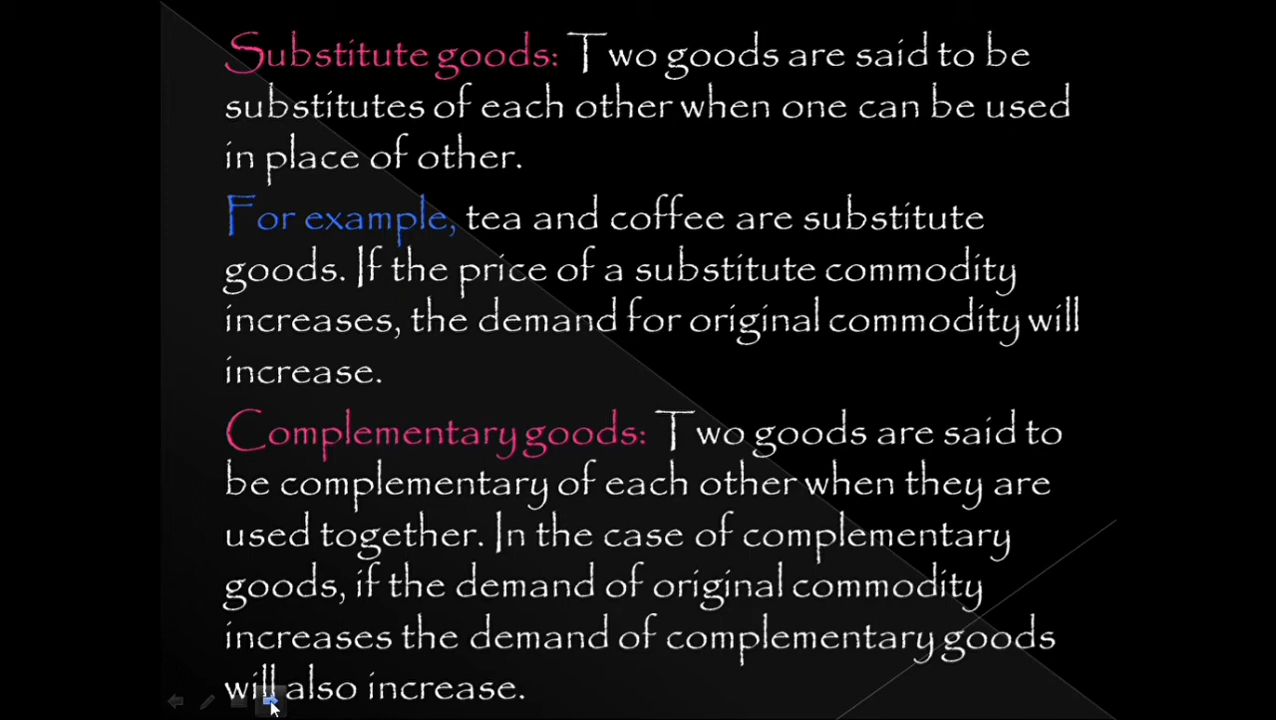 Substitute goods: Two goods are said to be
substitutes of each other when one can be used
in place of other.
For example, tea and coffee are substitute
goods. If the price of a substitute commodity
increases, the demand for original commodity will
increase.
Complementary goods: Two goods are said to
be complementary of each other when they are
used together. In the case of complementary
goods, if the demand of original commodity
increases the demand of complementary goods
will also increase.